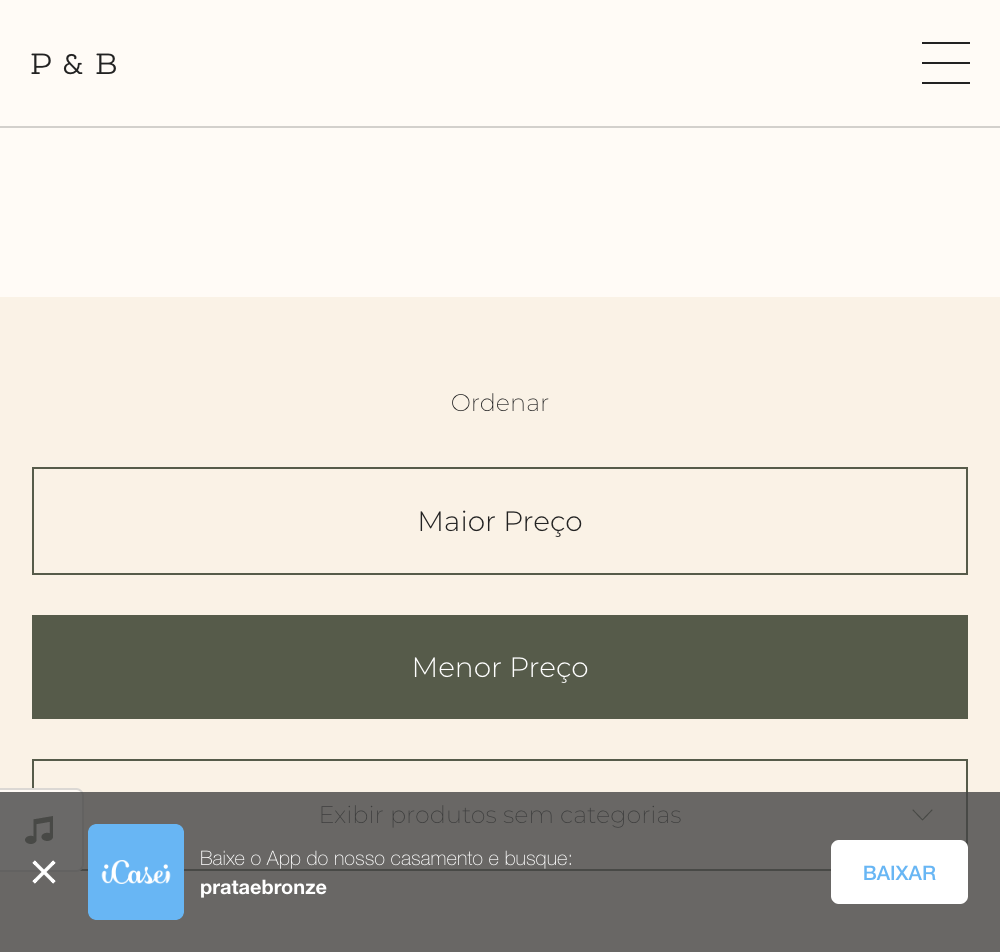 P & B
Ordenar
Maior Preço
Menor Preço
Exibir produtos sem categorias
iCasei
Baixe o App do nosso casamento e busque:
prataebronze
BAIXAR